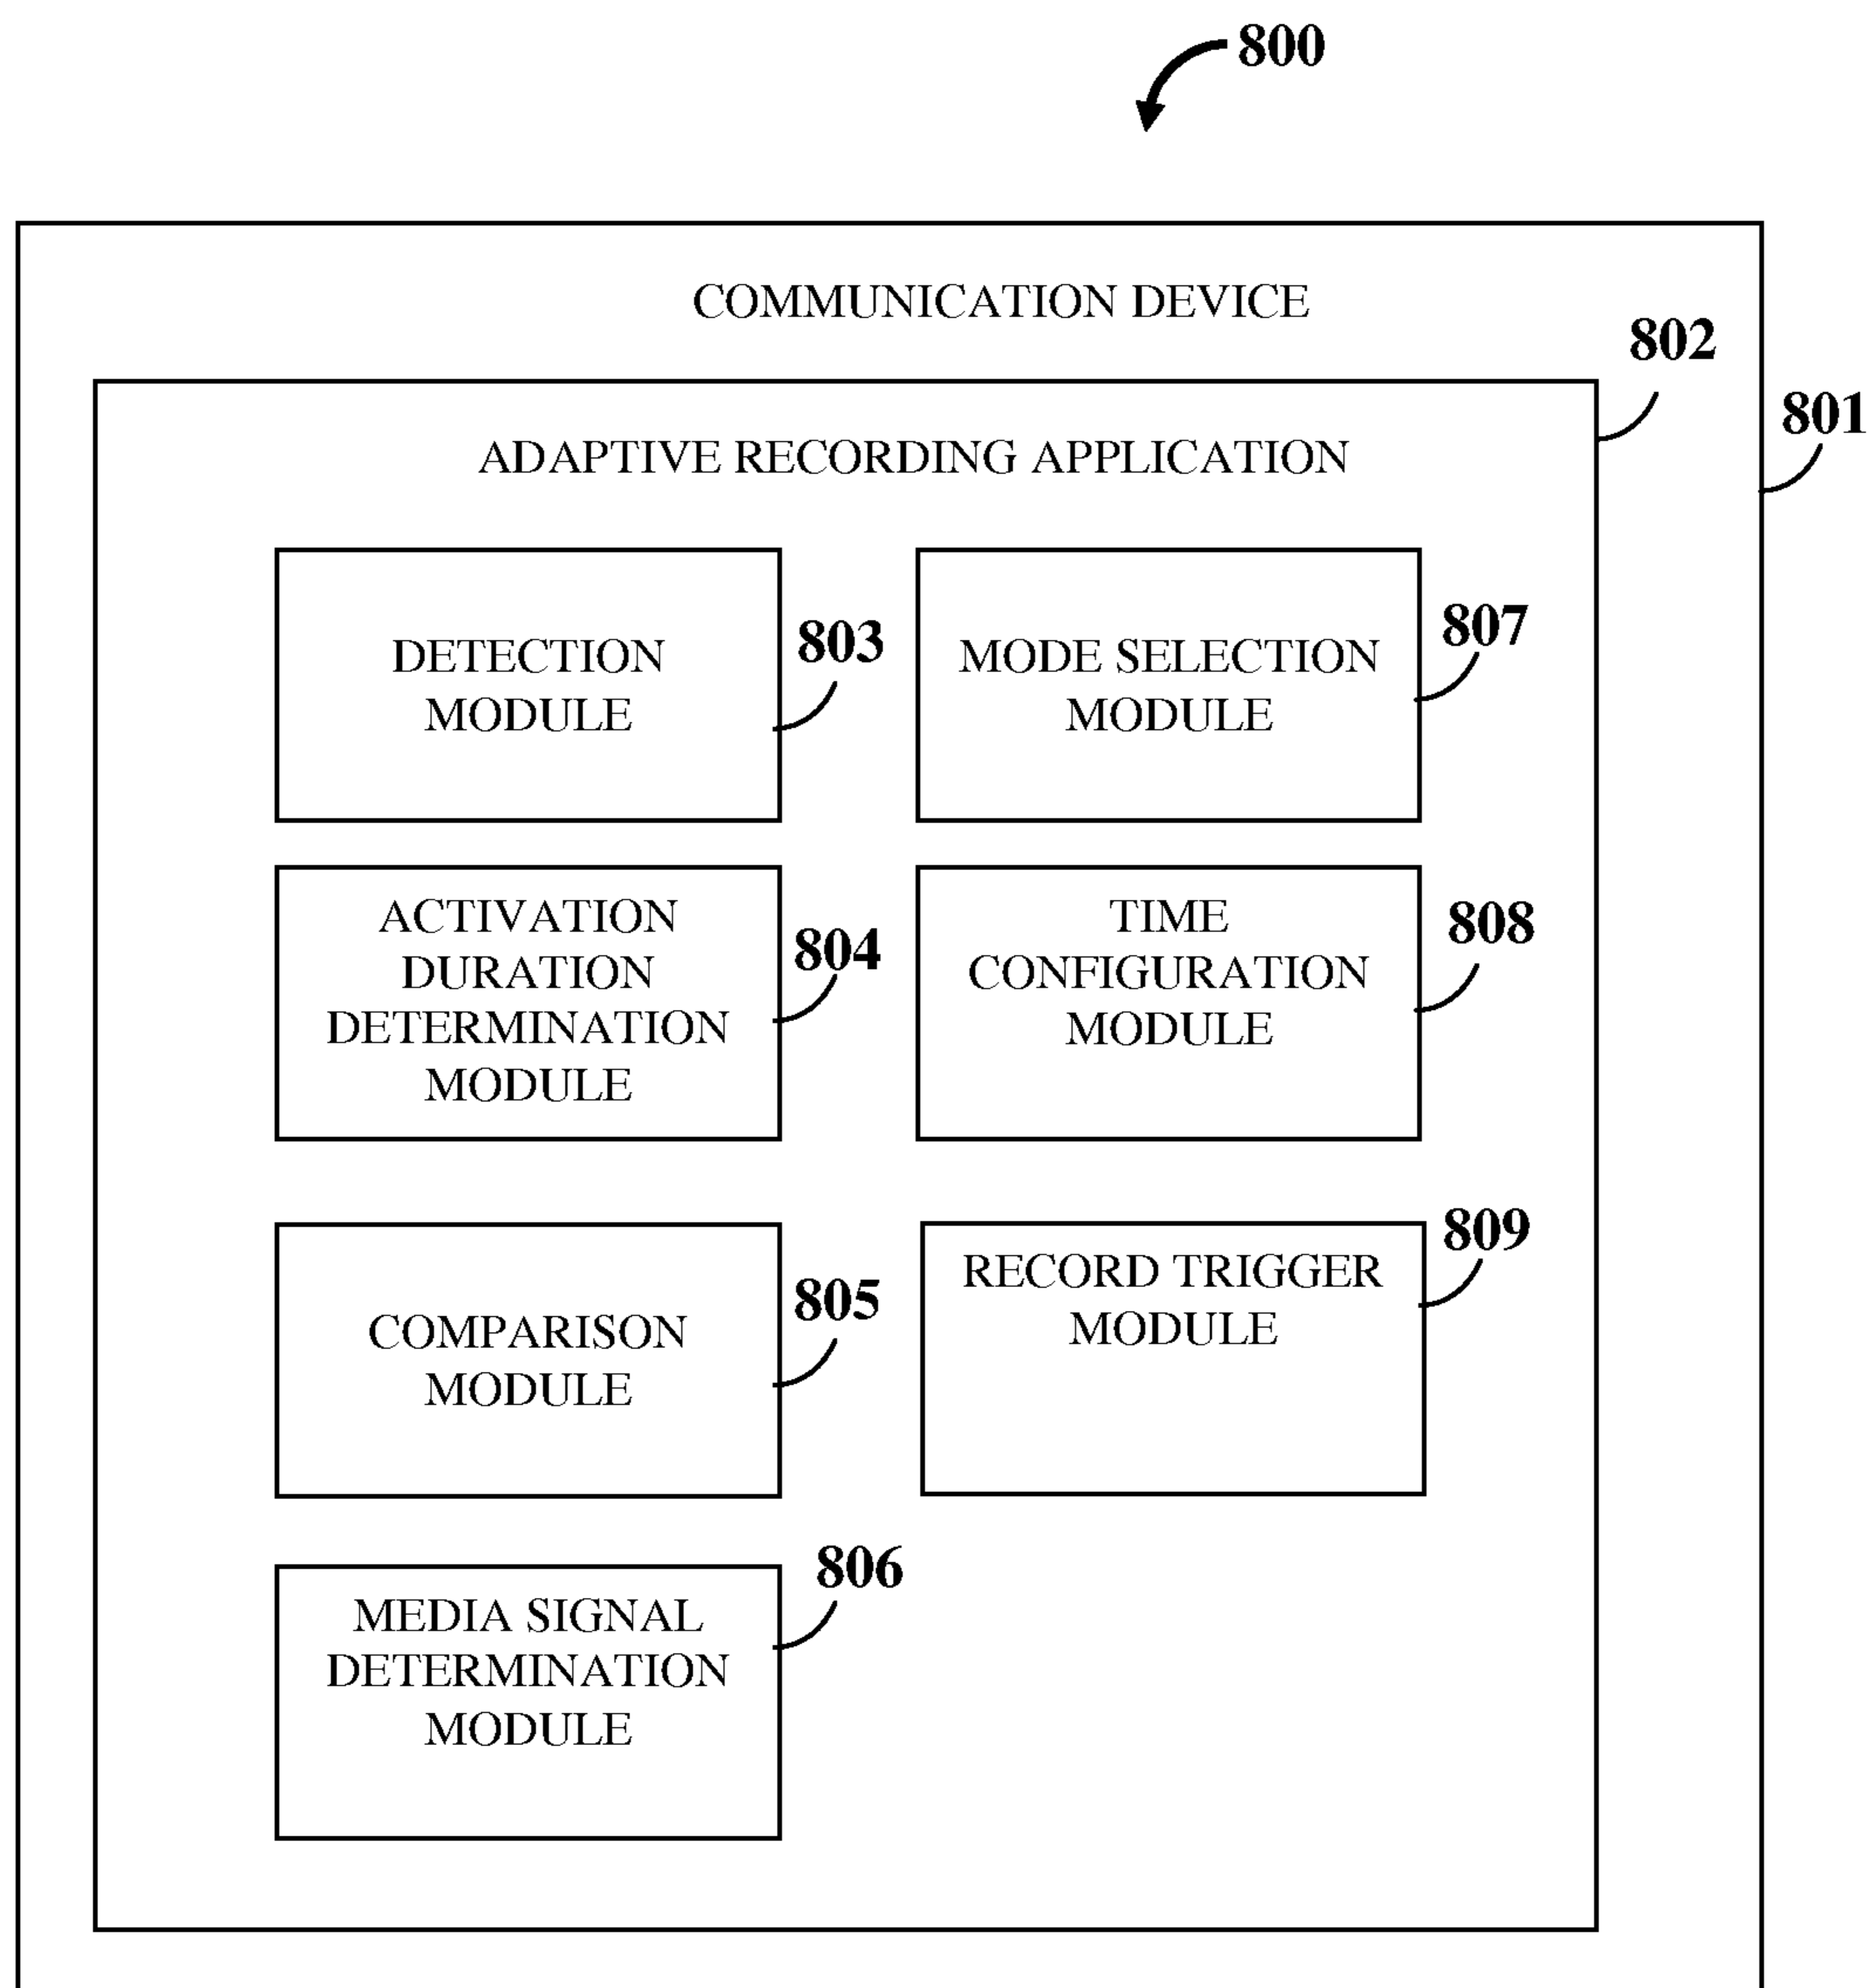 800
COMMUNICATION DEVICE
802
801
ADAPTIVE RECORDING APPLICATION
DETECTION
MODULE
803
MODE SELECTION
MODULE
807
ACTIVATION
DURATION
DETERMINATION
MODULE
804
TIME
CONFIGURATION
MODULE
808
COMPARISON
MODULE
805
RECORD TRIGGER
MODULE
809
MEDIA SIGNAL
DETERMINATION
MODULE
806